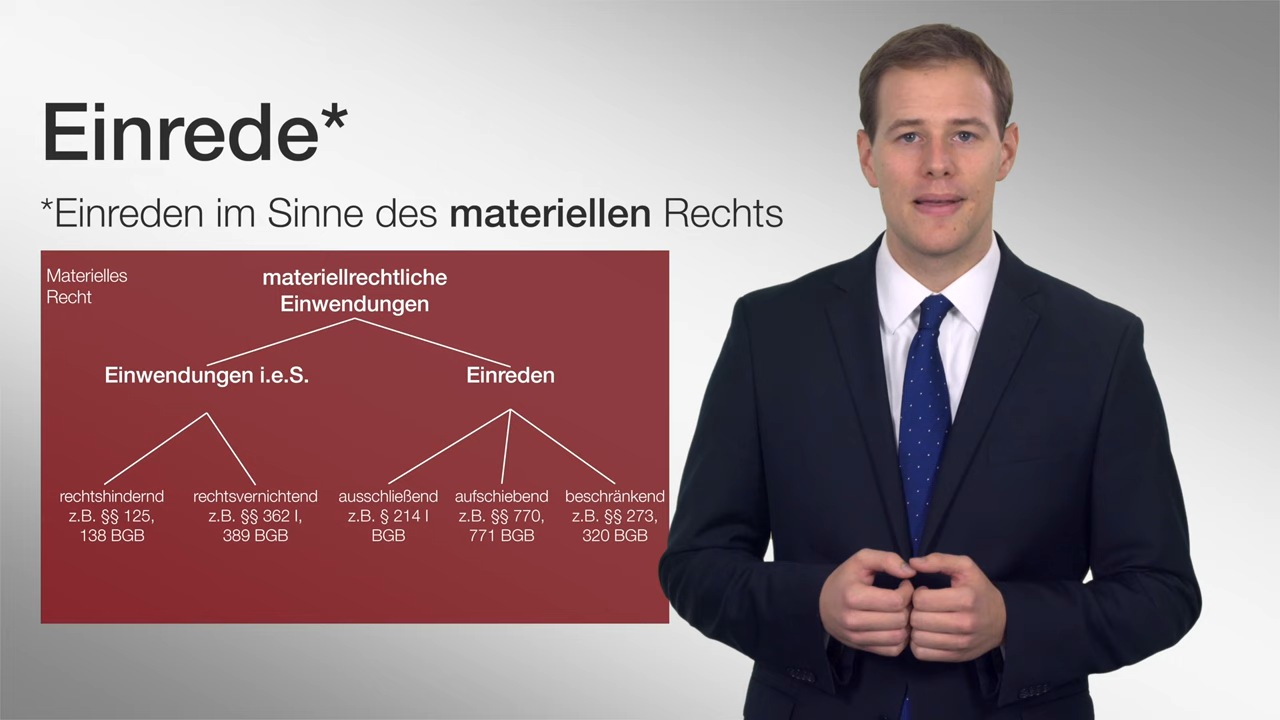 Einrede*
*Einreden im Sinne des materiellen Rechts
Materielles
Recht
materiellrechtliche
Einwendungen
Einwendungen i.e.S.
Einreden
rechtshindernd
z.B. §§ 125,
138 BGB
rechtsvernichtend
z.B. §§ 362 I,
389 BGB
ausschließend
z.B. § 214 I
BGB
aufschiebend
z.B. §§ 770,
771 BGB
beschränkend
z.B. §§ 273,
320 BGB